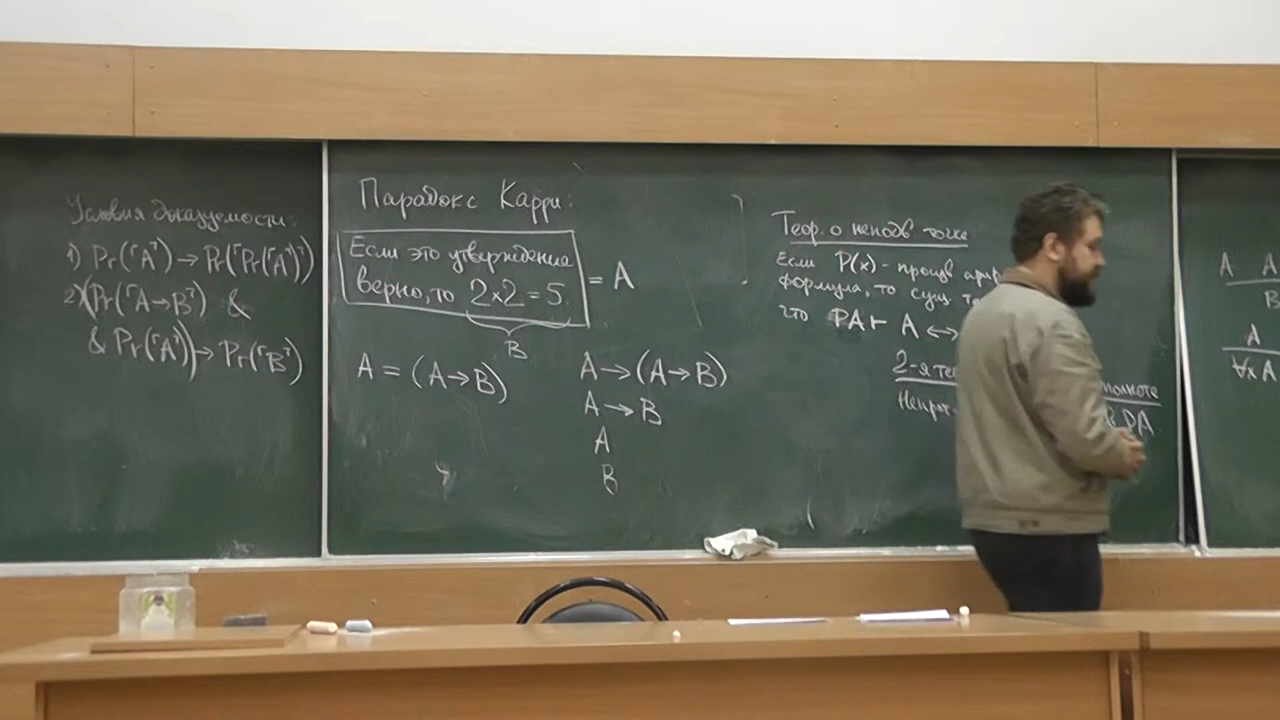 Условия доказуемости:
1) Pr(⌜A⌝) → Pr(⌜Pr(⌜A⌝)⌝)
2) (Pr(⌜A→B⌝) &
& Pr(⌜A⌝)) → Pr(⌜B⌝)
Парадокс Карри:
Если это утверждение
верно, то 2×2=5.
= A
B
A = (A→B)
A→(A→B)
A→B
A
B
Теор. о неподв точке
Если P(x) - произв ариф
формула, то сущ.
что PA⊢ A ↔
2-я
полноте
Непрот
в PA
A A
B
A
∀x A